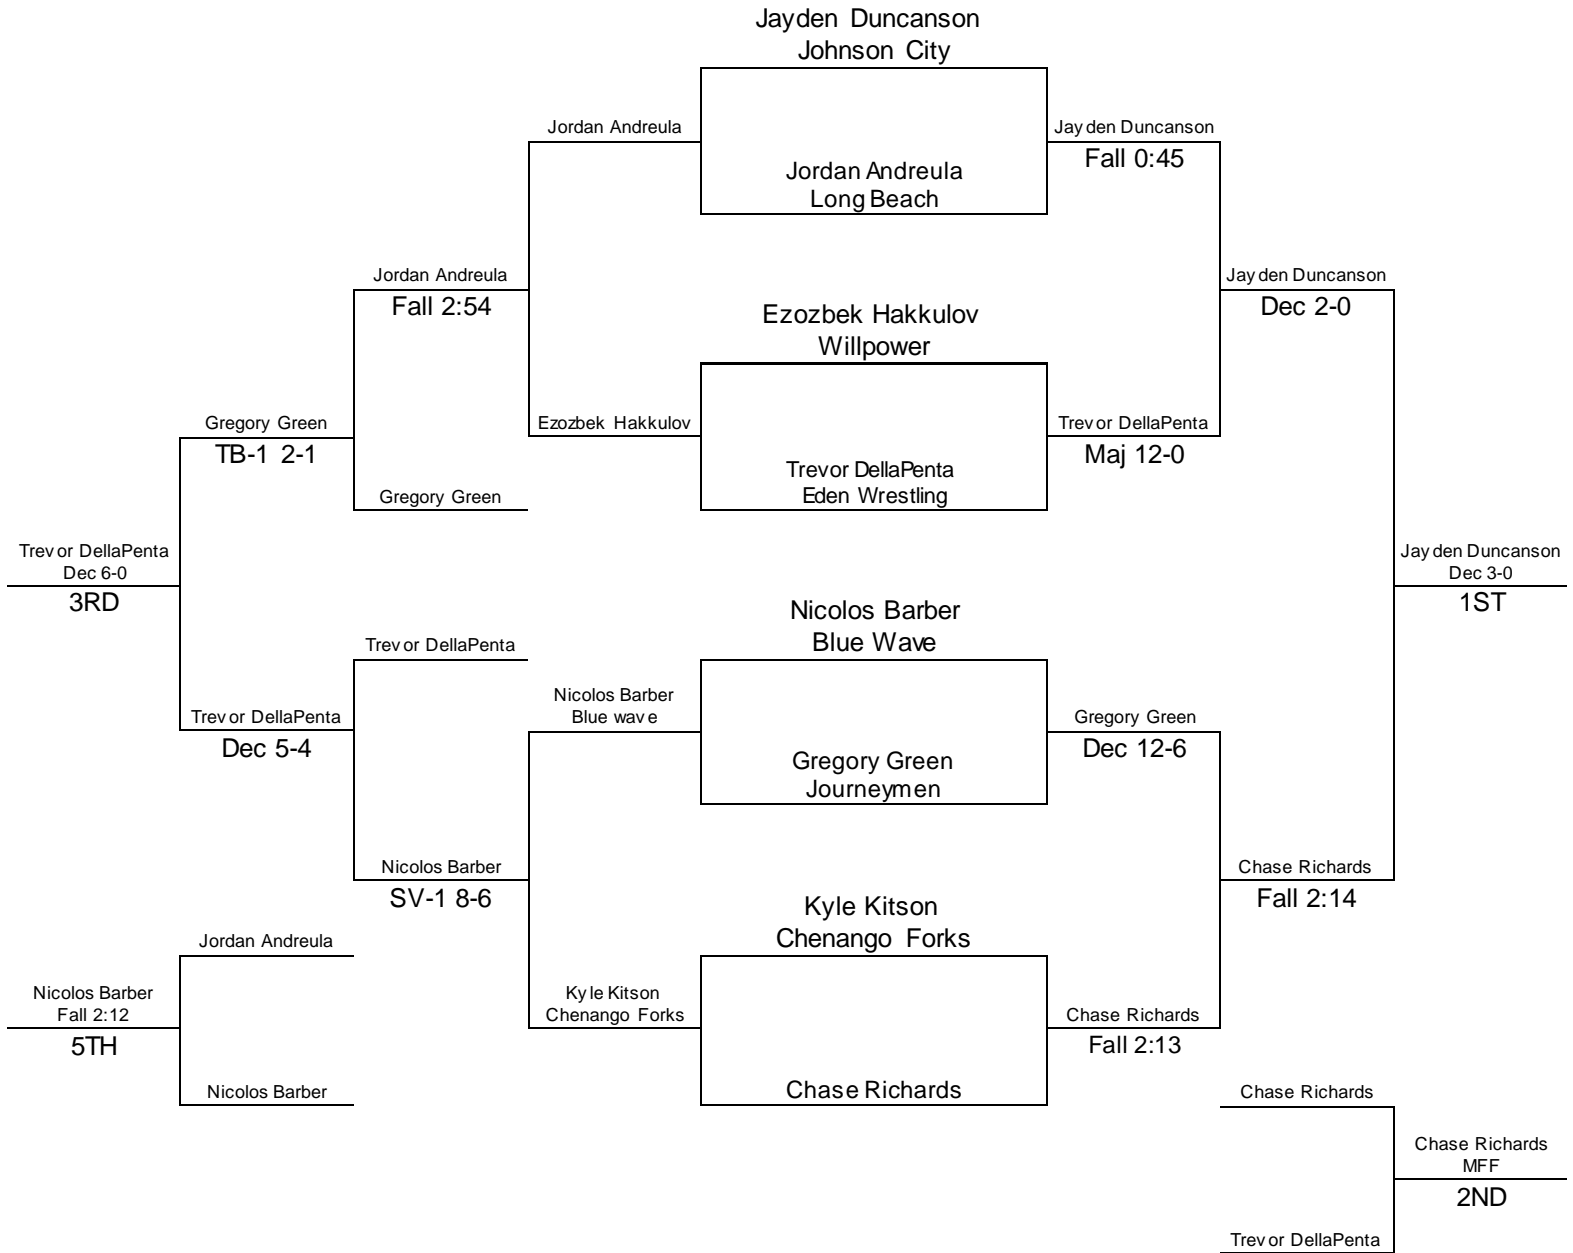 Jayden Duncanson
Johnson City
Jordan Andreula
Jayden Duncanson
Fall 0:45
Jordan Andreula
Long Beach
Jordan Andreula
Fall 2:54
Jayden Duncanson
Dec 2-0
Ezozbek Hakkulov
Willpower
Gregory Green
TB-1 2-1
Ezozbek Hakkulov
Trevor DellaPenta
Maj 12-0
Trevor DellaPenta
Eden Wrestling
Gregory Green
Trevor DellaPenta
Dec 6-0
3RD
Jayden Duncanson
Dec 3-0
1ST
Nicolos Barber
Blue Wave
Trevor DellaPenta
Nicolos Barber
Blue wave
Trevor DellaPenta
Dec 5-4
Gregory Green
Dec 12-6
Gregory Green
Journeymen
Nicolos Barber
SV-1 8-6
Chase Richards
Fall 2:14
Kyle Kitson
Chenango Forks
Jordan Andreula
Nicolos Barber
Fall 2:12
5TH
Kyle Kitson
Chenango Forks
Chase Richards
Fall 2:13
Nicolos Barber
Chase Richards
Chase Richards
Chase Richards
MFF
2ND
Trevor DellaPenta